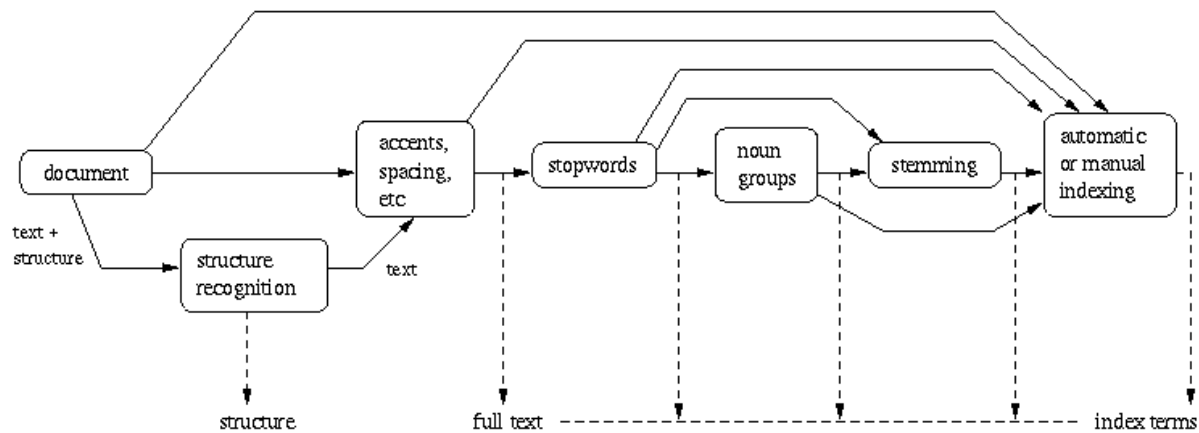 document
text +
structure
structure
recognition
text
accents,
spacing,
etc
stopwords
noun
groups
stemming
automatic
or manual
indexing
structure
full text
index terms